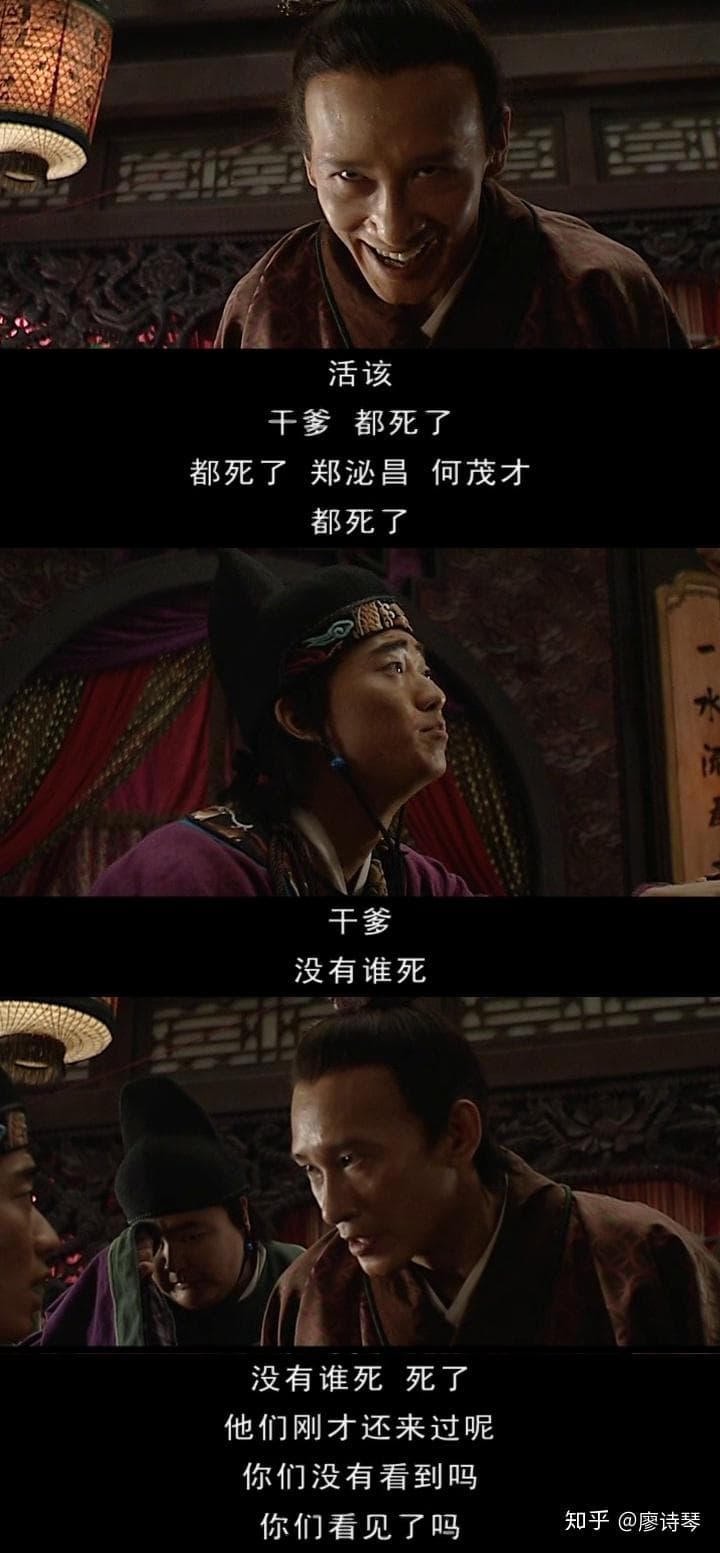 活该
干爹 都死了
都死了 郑泌昌 何茂才
都死了
一水流
干爹
没有谁死
没有谁死 死了
他们刚才还来过呢
你们没有看到吗
你们看见了吗
知乎 @廖诗琴